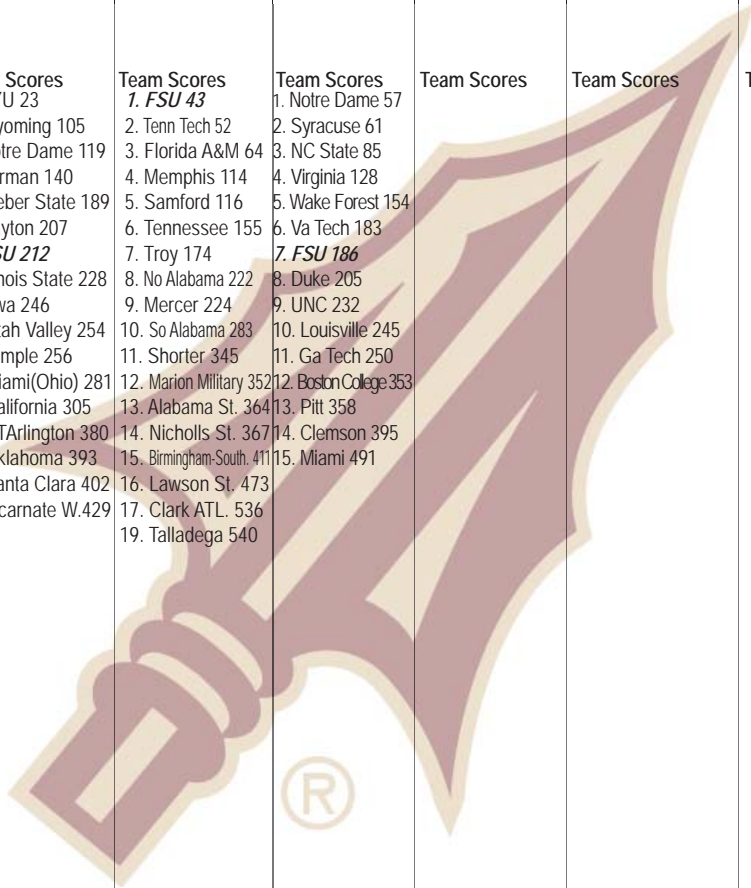 Scores
U 23
yoming 105
tre Dame 119
rman 140
eber State 189
yton 207
SU 212
nois State 228
wa 246
ah Valley 254
mple 256
iami(Ohio) 281
alifornia 305
TArlington 380
klahoma 393
anta Clara 402
carnate W.429
Team Scores
1. FSU 43
2. Tenn Tech 52
3. Florida A&M 64
4. Memphis 114
5. Samford 116
6. Tennessee 155
7. Troy 174
8. No Alabama 222
9. Mercer 224
10. So Alabama 283
11. Shorter 345
12. Marion Military 352
13. Alabama St. 364
14. Nicholls St. 367
15. Birmingham-South. 411
16. Lawson St. 473
17. Clark ATL. 536
19. Talladega 540
Team Scores
1. Notre Dame 57
2. Syracuse 61
3. NC State 85
4. Virginia 128
5. Wake Forest 154
6. Va Tech 183
7. FSU 186
8. Duke 205
9. UNC 232
10. Louisville 245
11. Ga Tech 250
12. Boston College 353
13. Pitt 358
14. Clemson 395
15. Miami 491
Team Scores
Team Scores
T
®